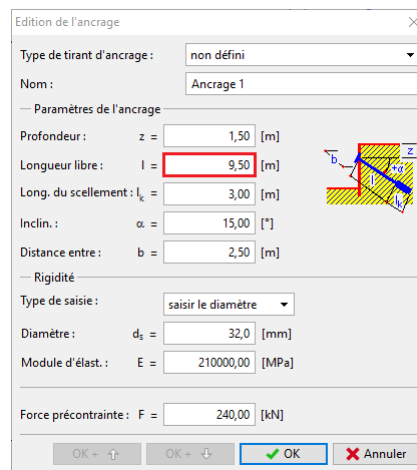 Edition de l'ancrage
Type de tirant d'ancrage : non défini
Nom : Ancrage 1
Paramètres de l'ancrage
Profondeur : z = 1,50 [m]
Longueur libre : l = 9,50 [m]
Long. du scellement : lk = 3,00 [m]
Inclin. : α = 15,00 [°]
Distance entre : b = 2,50 [m]
z
b
+α
l
lk
Rigidité
Type de saisie : saisir le diamètre
Diamètre : ds = 32,0 [mm]
Module d'élast. : E = 210000,00 [MPa]
Force précontrainte : F = 240,00 [kN]
OK + OK + OK Annuler